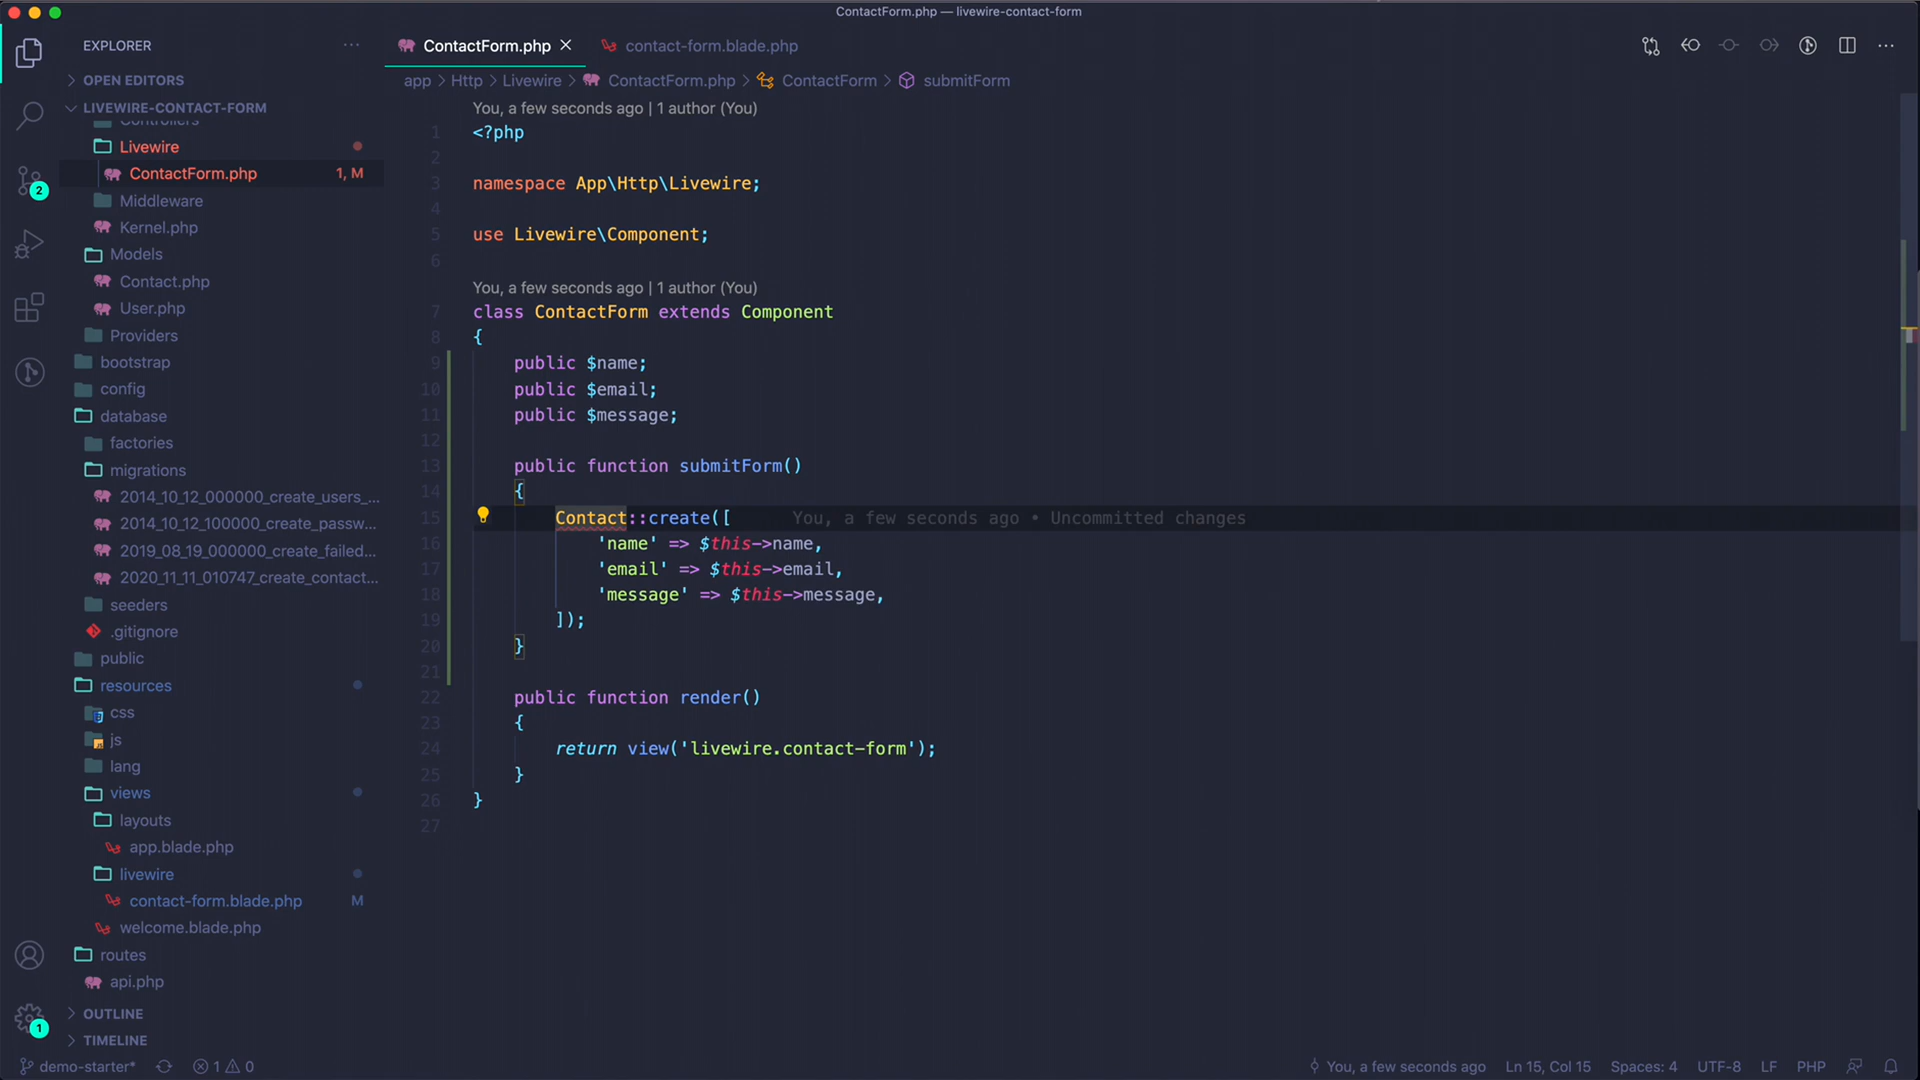 ContactForm.php — livewire-contact-form
EXPLORER
OPEN EDITORS
LIVEWIRE-CONTACT-FORM
Controllers
Livewire
ContactForm.php 1, M
Middleware
Kernel.php
Models
Contact.php
User.php
Providers
bootstrap
config
database
factories
migrations
2014_10_12_000000_create_users_...
2014_10_12_100000_create_passw...
2019_08_19_000000_create_failed...
2020_11_11_010747_create_contact...
seeders
.gitignore
public
resources
css
js
lang
views
layouts
app.blade.php
livewire
contact-form.blade.php M
welcome.blade.php
routes
api.php
OUTLINE
TIMELINE
2
1
ContactForm.php contact-form.blade.php
app > Http > Livewire > ContactForm.php > ContactForm > submitForm
You, a few seconds ago | 1 author (You)
1 <?php
2
3 namespace App\Http\Livewire;
4
5 use Livewire\Component;
6
You, a few seconds ago | 1 author (You)
7 class ContactForm extends Component
8 {
9 public $name;
10 public $email;
11 public $message;
12
13 public function submitForm()
14 {
15 Contact::create([ You, a few seconds ago • Uncommitted changes
16 'name' => $this->name,
17 'email' => $this->email,
18 'message' => $this->message,
19 ]);
20 }
21
22 public function render()
23 {
24 return view('livewire.contact-form');
25 }
26 }
27
demo-starter* 1 0 You, a few seconds ago Ln 15, Col 15 Spaces: 4 UTF-8 LF PHP